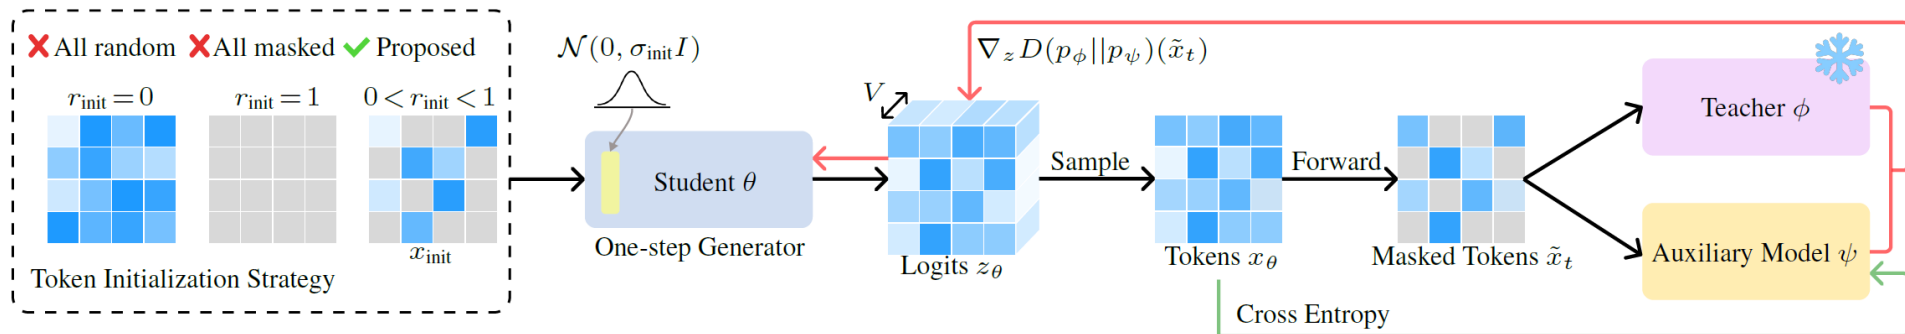 ❌ All random ❌ All masked ✓ Proposed
r_init = 0 r_init = 1 0 < r_init < 1
x_init
Token Initialization Strategy
𝒩(0, σ_init I)
Student θ
One-step Generator
∇_z D(p_ϕ||p_ψ)(x̃_t)
V
Logits z_θ
Sample
Tokens x_θ
Forward
Masked Tokens x̃_t
Teacher ϕ
Auxiliary Model ψ
Cross Entropy